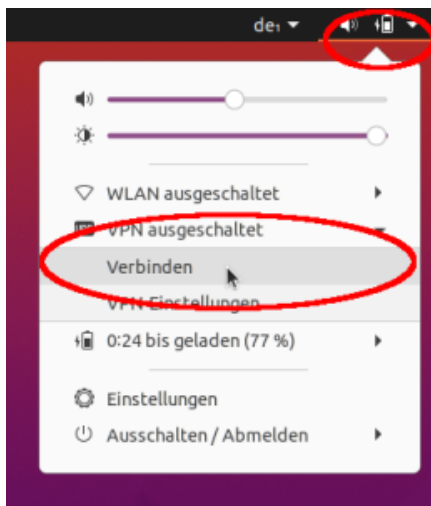 de₁
WLAN ausgeschaltet
VPN ausgeschaltet
Verbinden
VPN-Einstellungen
0:24 bis geladen (77 %)
Einstellungen
Ausschalten / Abmelden